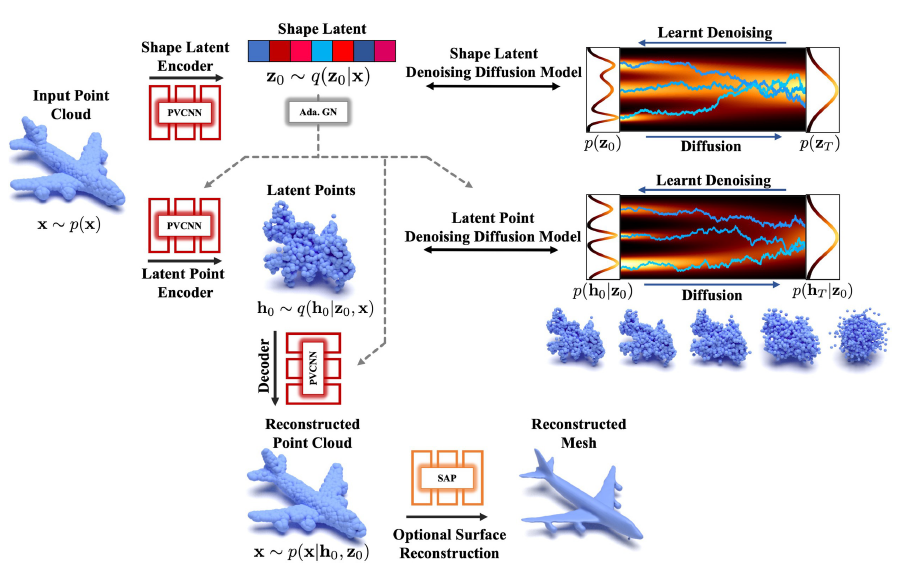 Shape Latent
Shape Latent
Encoder
PVCNN
z₀ ∼ q(z₀|x)
Ada. GN
Input Point
Cloud
x ∼ p(x)
PVCNN
Latent Point
Encoder
Latent Points
h₀ ∼ q(h₀|z₀, x)
Decoder
PVCNN
Reconstructed
Point Cloud
x ∼ p(x|h₀, z₀)
SAP
Optional Surface
Reconstruction
Reconstructed
Mesh
Shape Latent
Denoising Diffusion Model
Learnt Denoising
p(z₀)
Diffusion
p(z_T)
Latent Point
Denoising Diffusion Model
Learnt Denoising
p(h₀|z₀)
Diffusion
p(h_T|z₀)